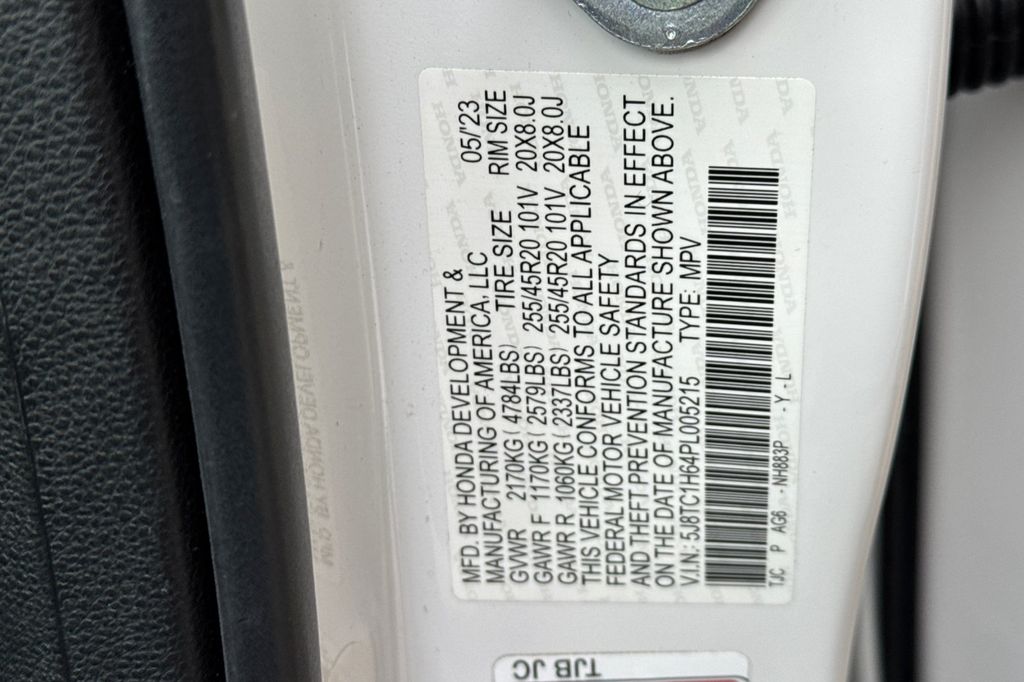 MFD. BY HONDA DEVELOPMENT &
MANUFACTURING OF AMERICA, LLC 05/'23
GVWR 2170KG ( 4784LBS) TIRE SIZE RIM SIZE
GAWR F 1170KG ( 2579LBS) 255/45R20 101V 20X8.0J
GAWR R 1060KG ( 2337LBS) 255/45R20 101V 20X8.0J
THIS VEHICLE CONFORMS TO ALL APPLICABLE
FEDERAL MOTOR VEHICLE SAFETY
AND THEFT PREVENTION STANDARDS IN EFFECT
ON THE DATE OF MANUFACTURE SHOWN ABOVE.
V.I.N.: 5J8TC1H64PL005215 TYPE: MPV
TJC P AG6 - NH883P - Y - L
TJB JC